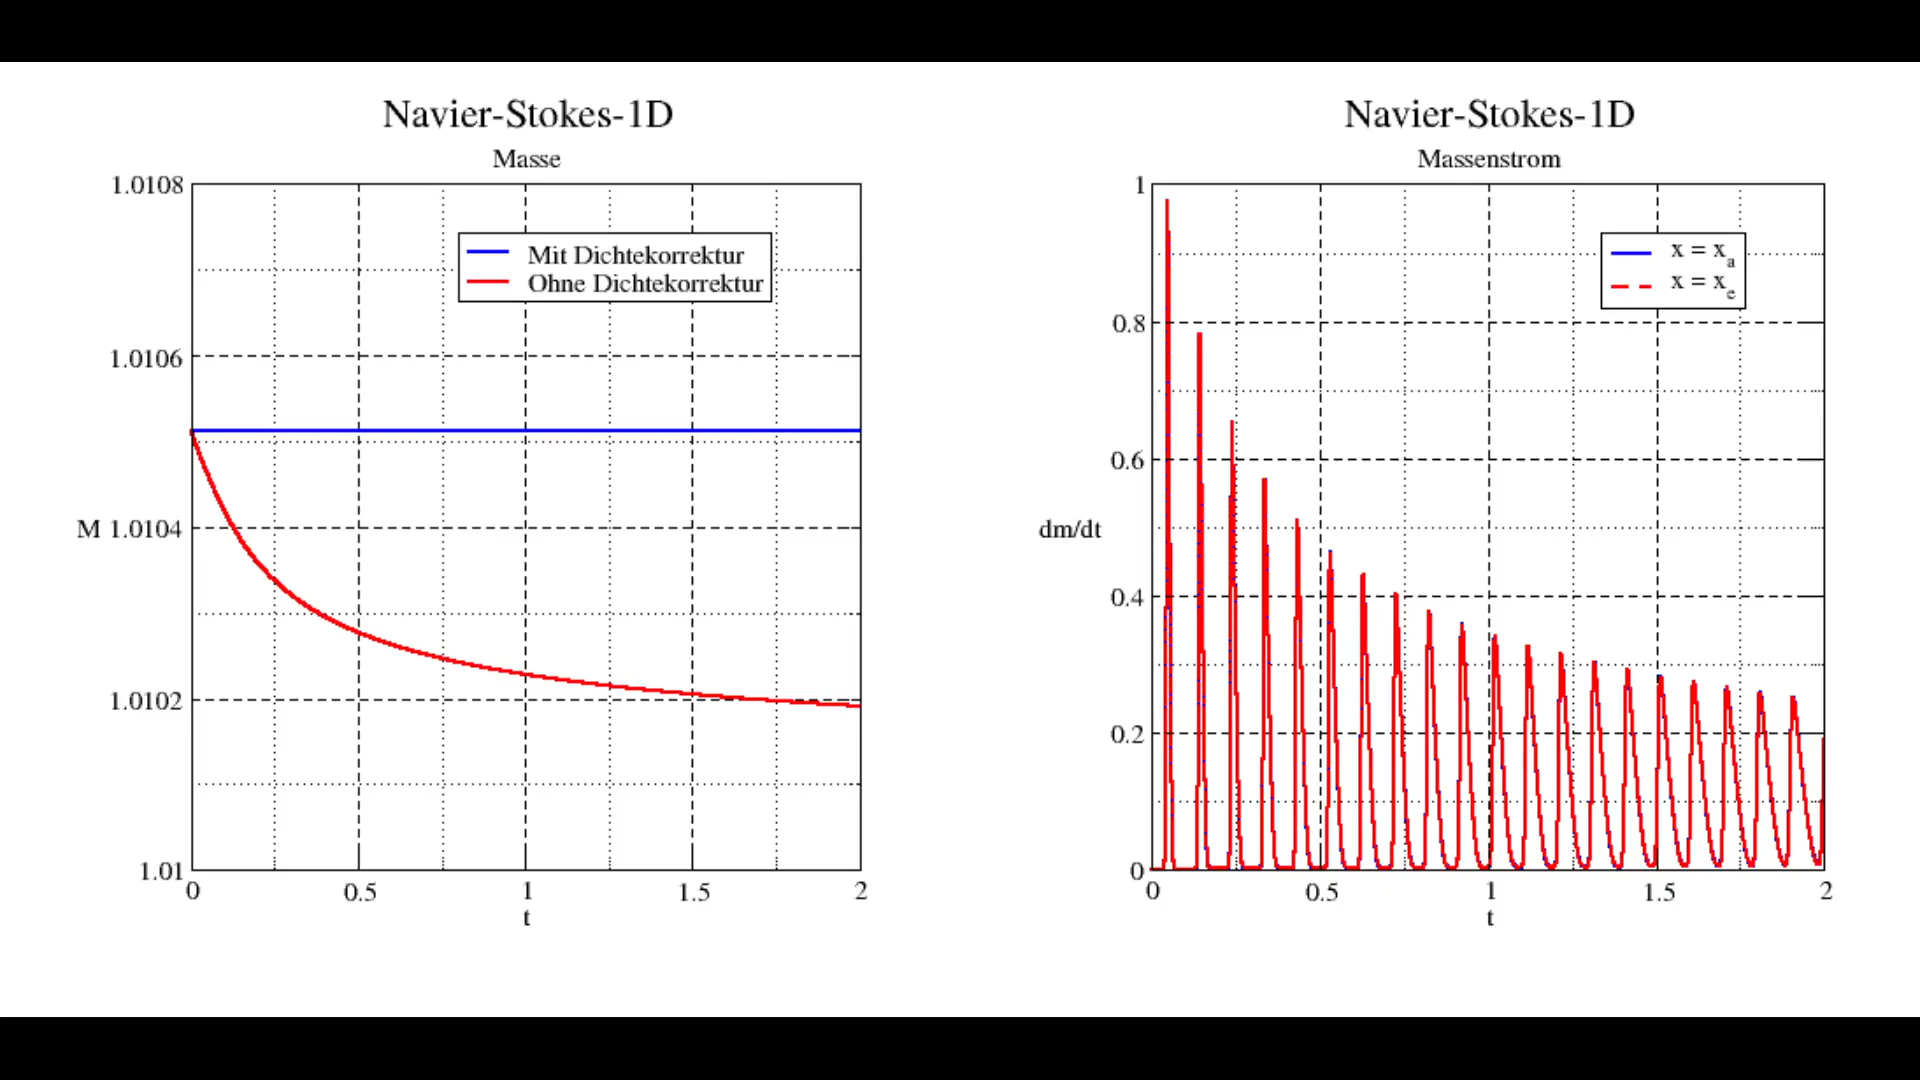 Navier-Stokes-1D
Masse
1.0108
1.0106
M 1.0104
1.0102
1.01
0 0.5 1 1.5 2
t
Mit Dichtekorrektur
Ohne Dichtekorrektur
Navier-Stokes-1D
Massenstrom
1
0.8
0.6
dm/dt
0.4
0.2
0
0 0.5 1 1.5 2
t
x = x_a
x = x_e